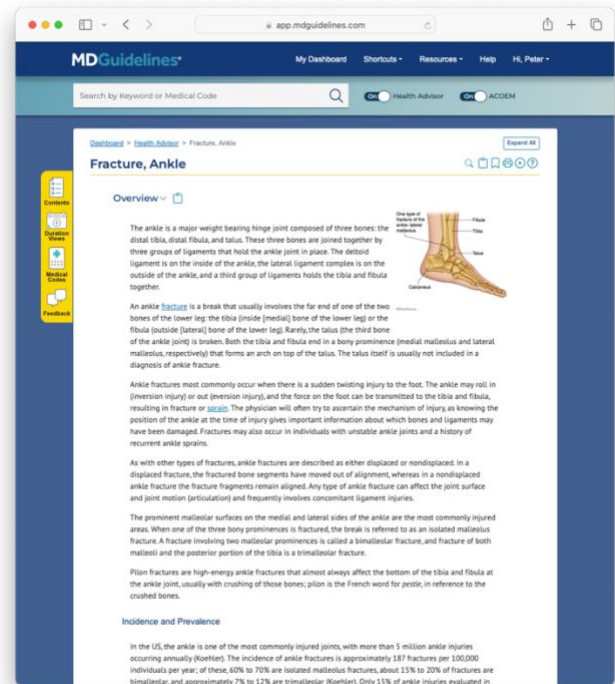 app.mdguidelines.com
MDGuidelines®
My Dashboard Shortcuts Resources Help Hi, Peter
Search by Keyword or Medical Code
On Health Advisor
On ACOEM
Dashboard > Health Advisor > Fracture, Ankle
Expand All
Fracture, Ankle
Contents
Duration
Views
Medical
Codes
Feedback
Overview
The ankle is a major weight bearing hinge joint composed of three bones: the
distal tibia, distal fibula, and talus. These three bones are joined together by
three groups of ligaments that hold the ankle joint in place. The deltoid
ligament is on the inside of the ankle, the lateral ligament complex is on the
outside of the ankle, and a third group of ligaments holds the tibia and fibula
together.
One type of
fracture of the
ankle: lateral
malleolus
Fibula
Tibia
Talus
Calcaneus
An ankle fracture is a break that usually involves the far end of one of the two
bones of the lower leg: the tibia (inside [medial] bone of the lower leg) or the
fibula (outside [lateral] bone of the lower leg). Rarely, the talus (the third bone
of the ankle joint) is broken. Both the tibia and fibula end in a bony prominence (medial malleolus and lateral
malleolus, respectively) that forms an arch on top of the talus. The talus itself is usually not included in a
diagnosis of ankle fracture.
Ankle fractures most commonly occur when there is a sudden twisting injury to the foot. The ankle may roll in
(inversion injury) or out (eversion injury), and the force on the foot can be transmitted to the tibia and fibula,
resulting in fracture or sprain. The physician will often try to ascertain the mechanism of injury, as knowing the
position of the ankle at the time of injury gives important information about which bones and ligaments may
have been damaged. Fractures may also occur in individuals with unstable ankle joints and a history of
recurrent ankle sprains.
As with other types of fractures, ankle fractures are described as either displaced or nondisplaced. In a
displaced fracture, the fractured bone segments have moved out of alignment, whereas in a nondisplaced
ankle fracture the fracture fragments remain aligned. Any type of ankle fracture can affect the joint surface
and joint motion (articulation) and frequently involves concomitant ligament injuries.
The prominent malleolar surfaces on the medial and lateral sides of the ankle are the most commonly injured
areas. When one of the three bony prominences is fractured, the break is referred to as an isolated malleolus
fracture. A fracture involving two malleolar prominences is called a bimalleolar fracture, and fracture of both
malleoli and the posterior portion of the tibia is a trimalleolar fracture.
Pilon fractures are high-energy ankle fractures that almost always affect the bottom of the tibia and fibula at
the ankle joint, usually with crushing of those bones; pilon is the French word for pestle, in reference to the
crushed bones.
Incidence and Prevalence
In the US, the ankle is one of the most commonly injured joints, with more than 5 million ankle injuries
occurring annually (Koehler). The incidence of ankle fractures is approximately 187 fractures per 100,000
individuals per year; of these, 60% to 70% are isolated malleolus fractures, about 15% to 20% of fractures are
bimalleolar, and approximately 7% to 12% are trimalleolar (Koehler). Only 15% of ankle injuries evaluated in